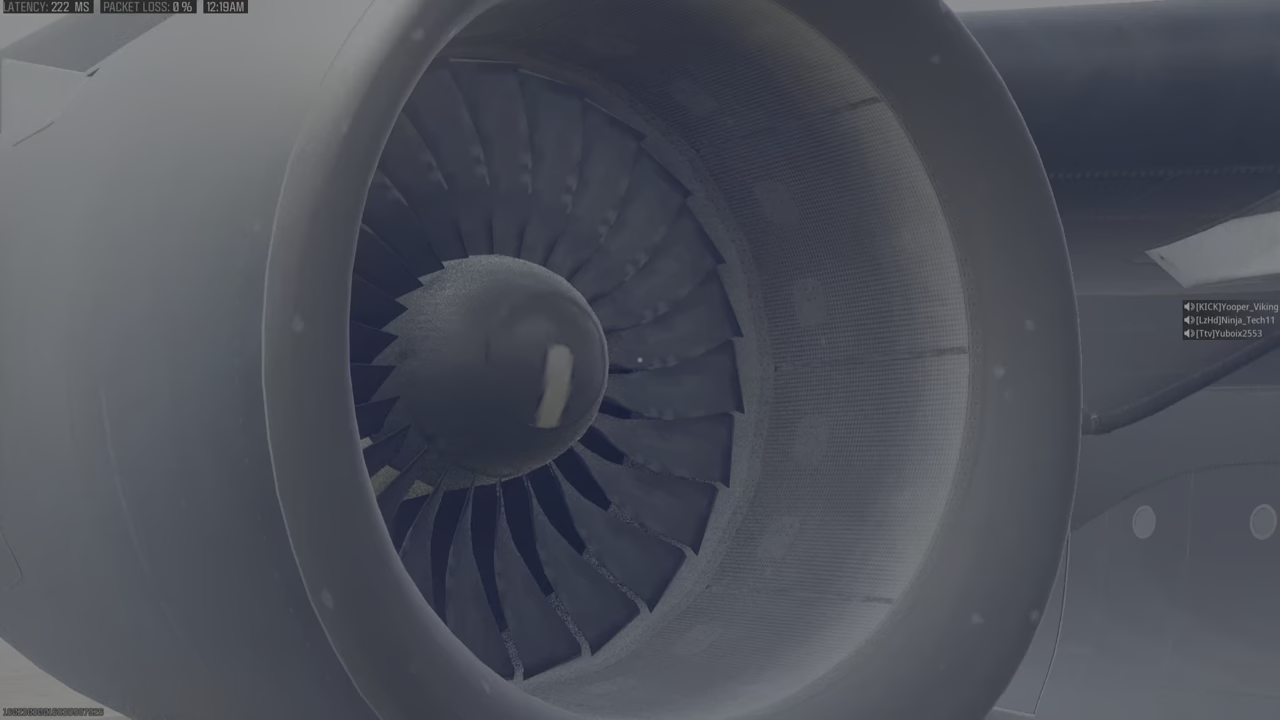 LATENCY: 222 MS PACKET LOSS: 0 % 12:19AM
[KICK]Yooper_Viking
[LzHd]Ninja_Tech11
[Ttv]Yuboix2553